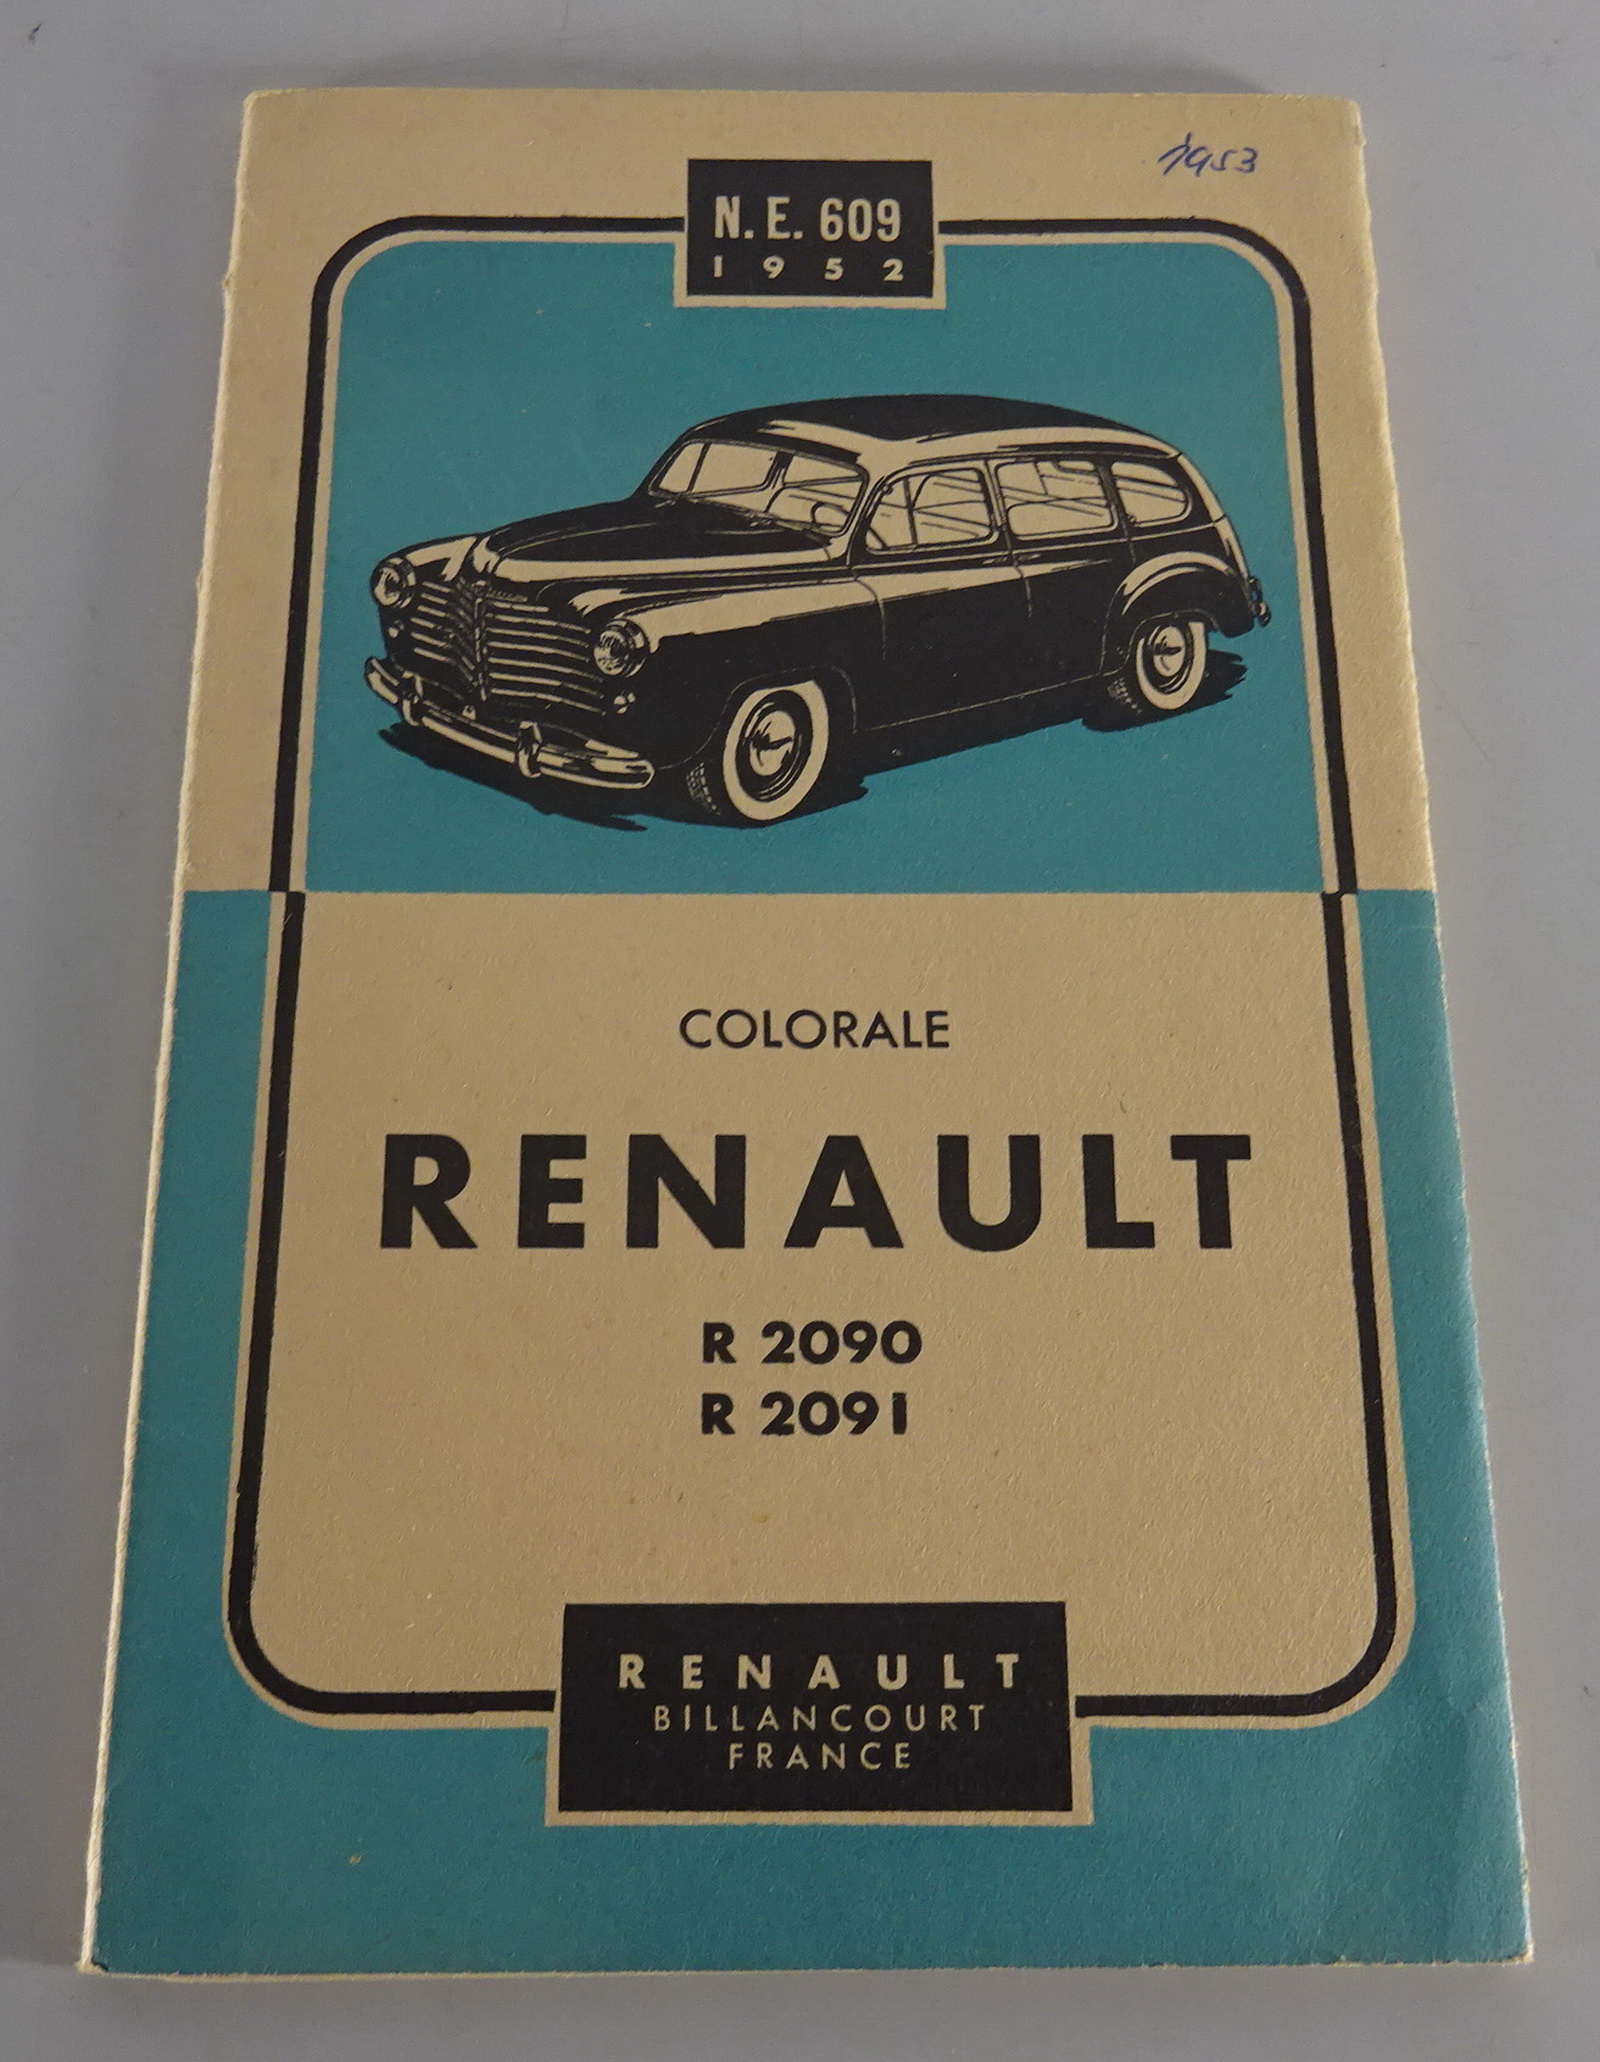 1953
N. E. 609
1952
COLORALE
RENAULT
R 2090
R 2091
RENAULT
BILLANCOURT
FRANCE